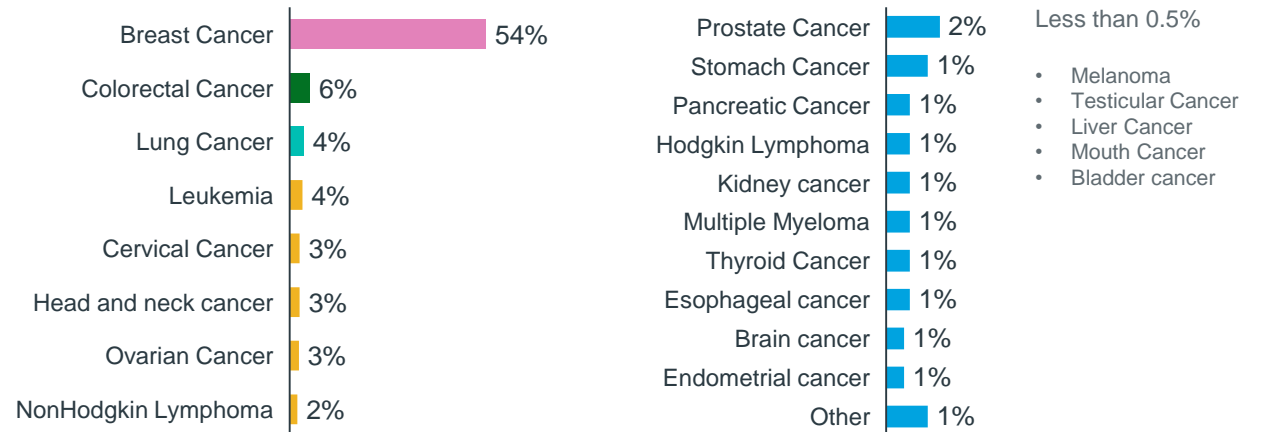 Breast Cancer 54%
Colorectal Cancer 6%
Lung Cancer 4%
Leukemia 4%
Cervical Cancer 3%
Head and neck cancer 3%
Ovarian Cancer 3%
NonHodgkin Lymphoma 2%
Prostate Cancer 2%
Stomach Cancer 1%
Pancreatic Cancer 1%
Hodgkin Lymphoma 1%
Kidney cancer 1%
Multiple Myeloma 1%
Thyroid Cancer 1%
Esophageal cancer 1%
Brain cancer 1%
Endometrial cancer 1%
Other 1%
Less than 0.5%
• Melanoma
• Testicular Cancer
• Liver Cancer
• Mouth Cancer
• Bladder cancer